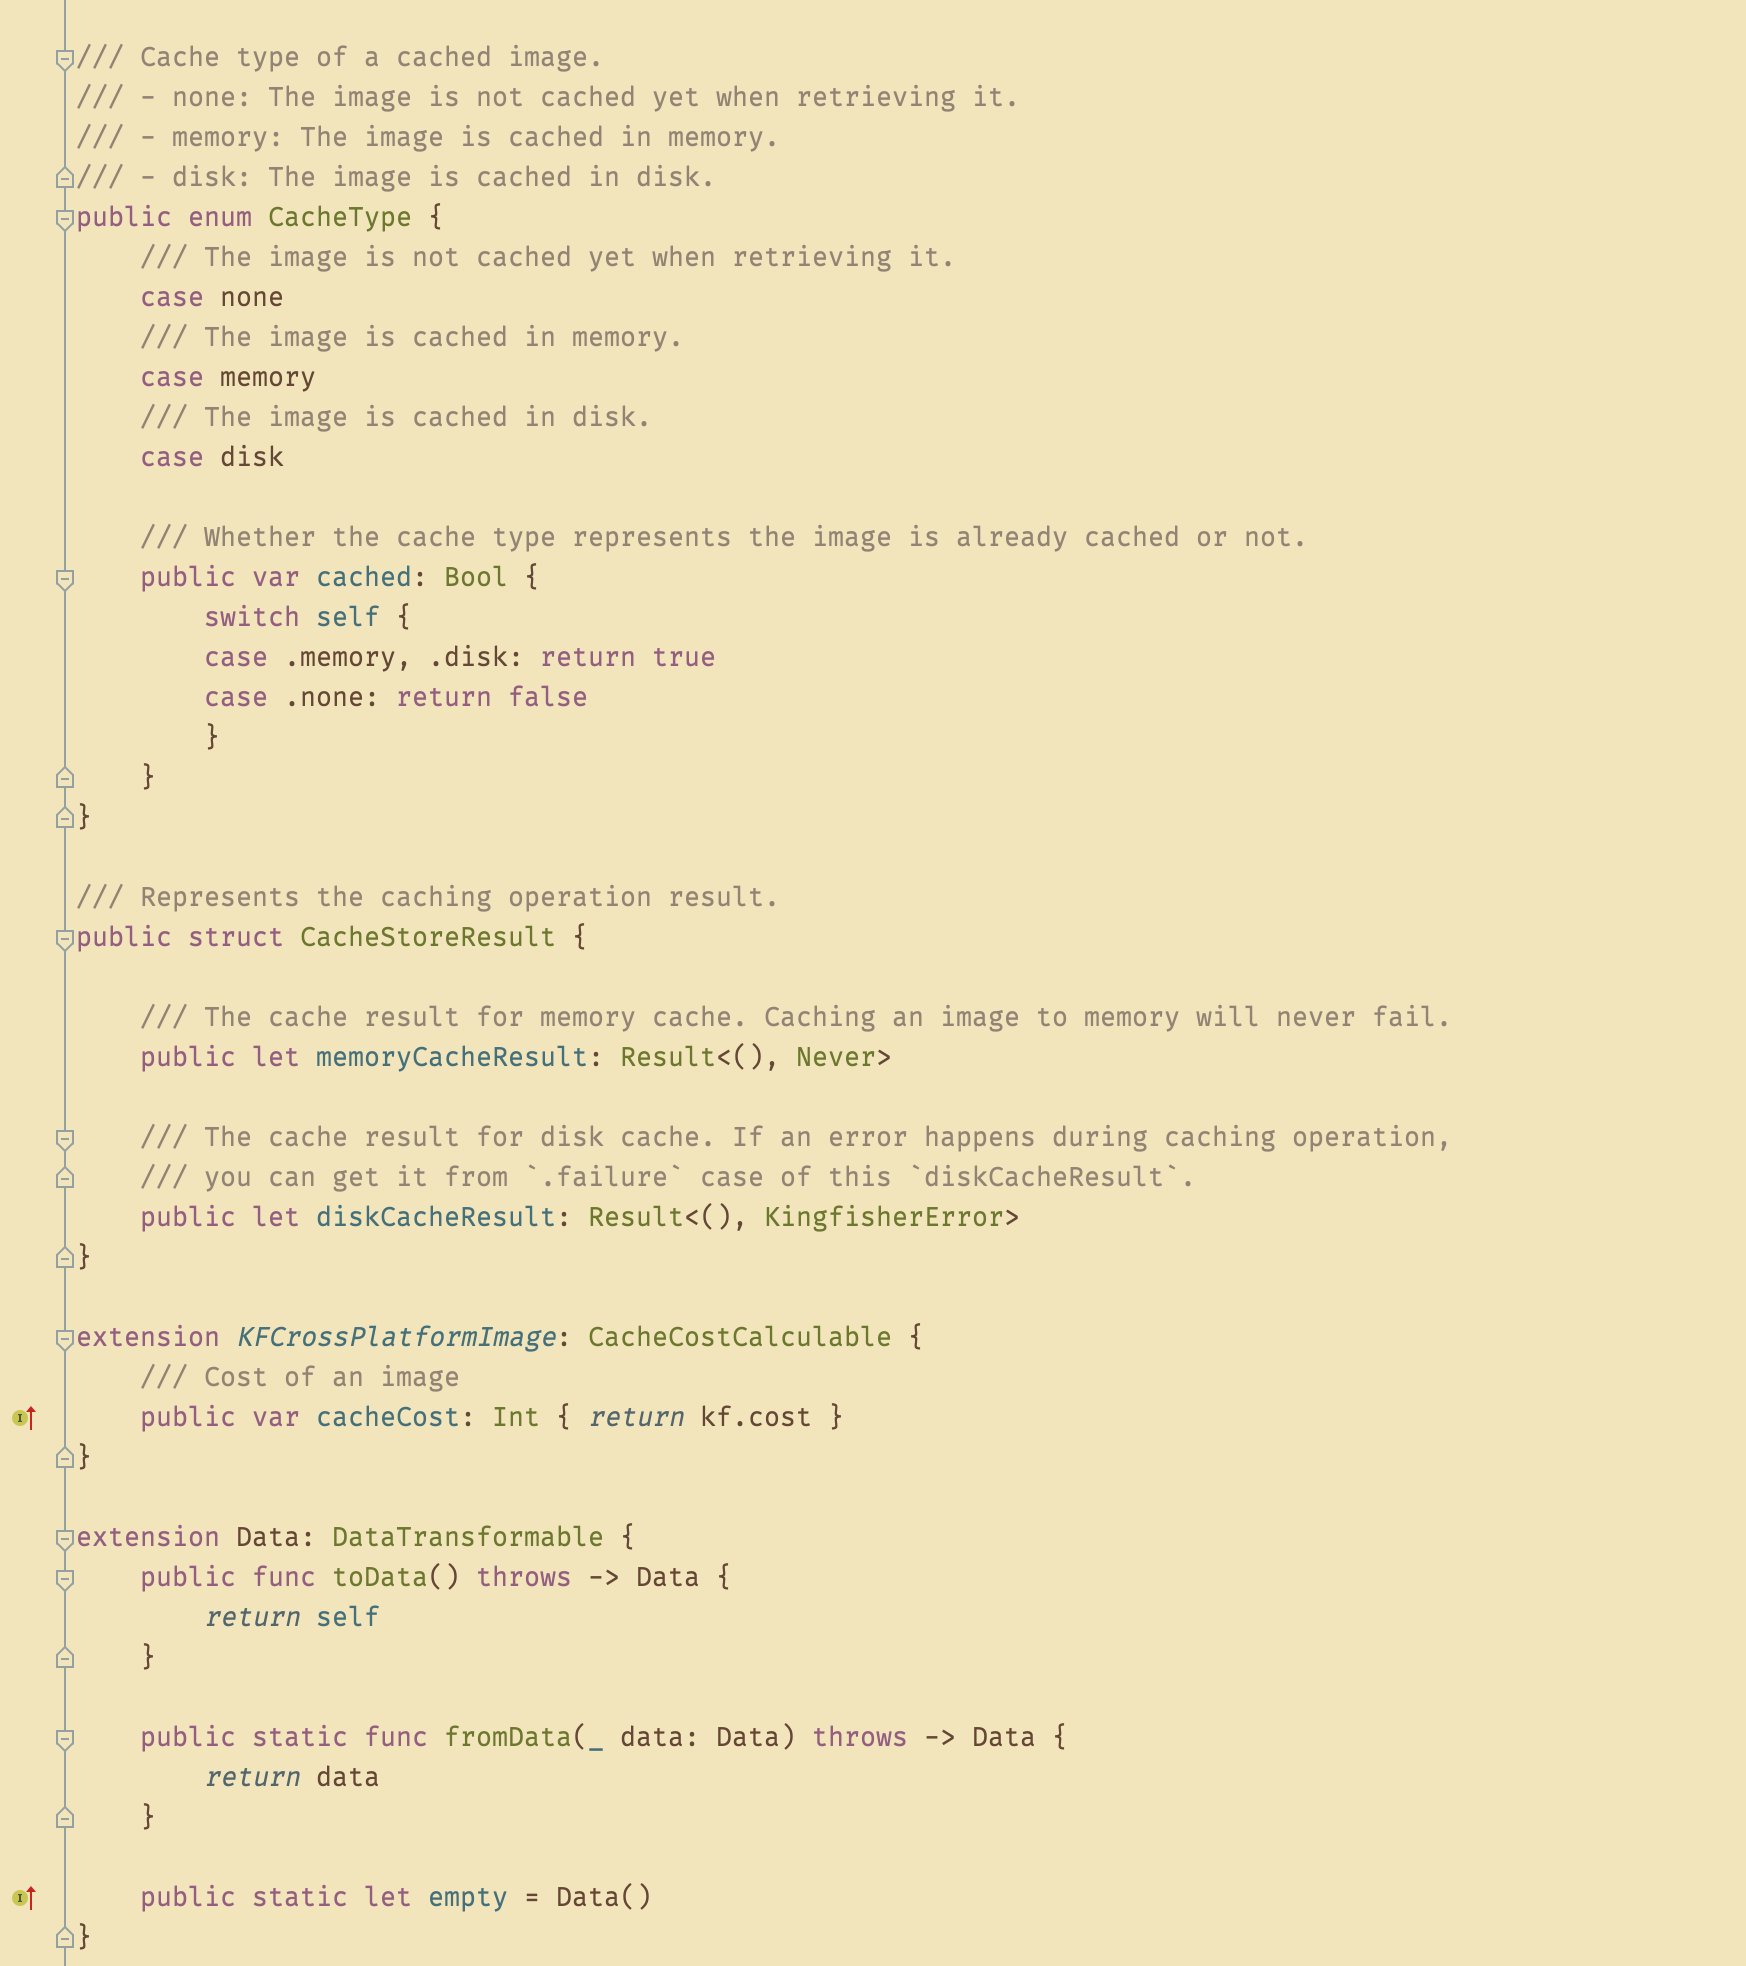 /// Cache type of a cached image.
/// - none: The image is not cached yet when retrieving it.
/// - memory: The image is cached in memory.
/// - disk: The image is cached in disk.
public enum CacheType {
    /// The image is not cached yet when retrieving it.
    case none
    /// The image is cached in memory.
    case memory
    /// The image is cached in disk.
    case disk

    /// Whether the cache type represents the image is already cached or not.
    public var cached: Bool {
        switch self {
        case .memory, .disk: return true
        case .none: return false
        }
    }
}

/// Represents the caching operation result.
public struct CacheStoreResult {

    /// The cache result for memory cache. Caching an image to memory will never fail.
    public let memoryCacheResult: Result<(), Never>

    /// The cache result for disk cache. If an error happens during caching operation,
    /// you can get it from `.failure` case of this `diskCacheResult`.
    public let diskCacheResult: Result<(), KingfisherError>
}

extension KFCrossPlatformImage: CacheCostCalculable {
    /// Cost of an image
    public var cacheCost: Int { return kf.cost }
}

extension Data: DataTransformable {
    public func toData() throws -> Data {
        return self
    }

    public static func fromData(_ data: Data) throws -> Data {
        return data
    }

    public static let empty = Data()
}